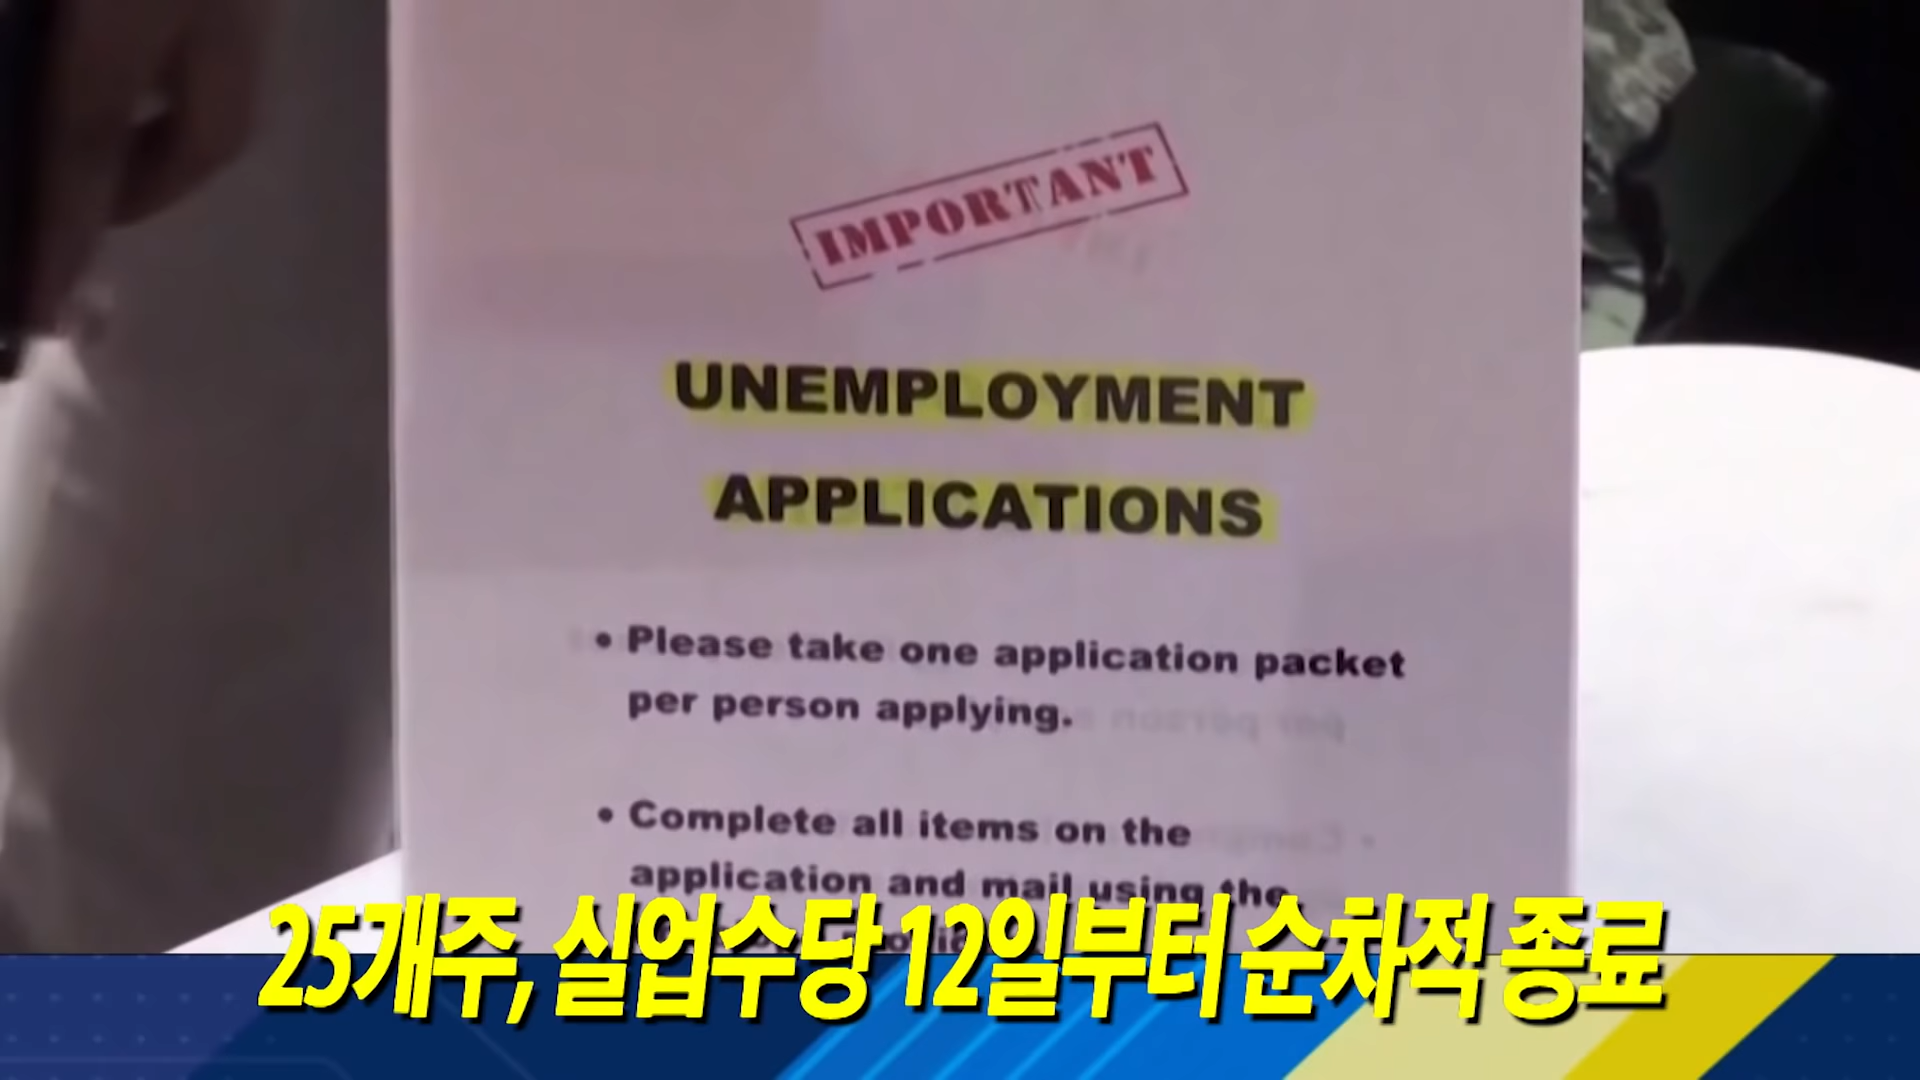 IMPORTANT
UNEMPLOYMENT
APPLICATIONS
• Please take one application packet
per person applying.
• Complete all items on the
application and mail using the
25개주, 실업수당 12일부터 순차적 종료